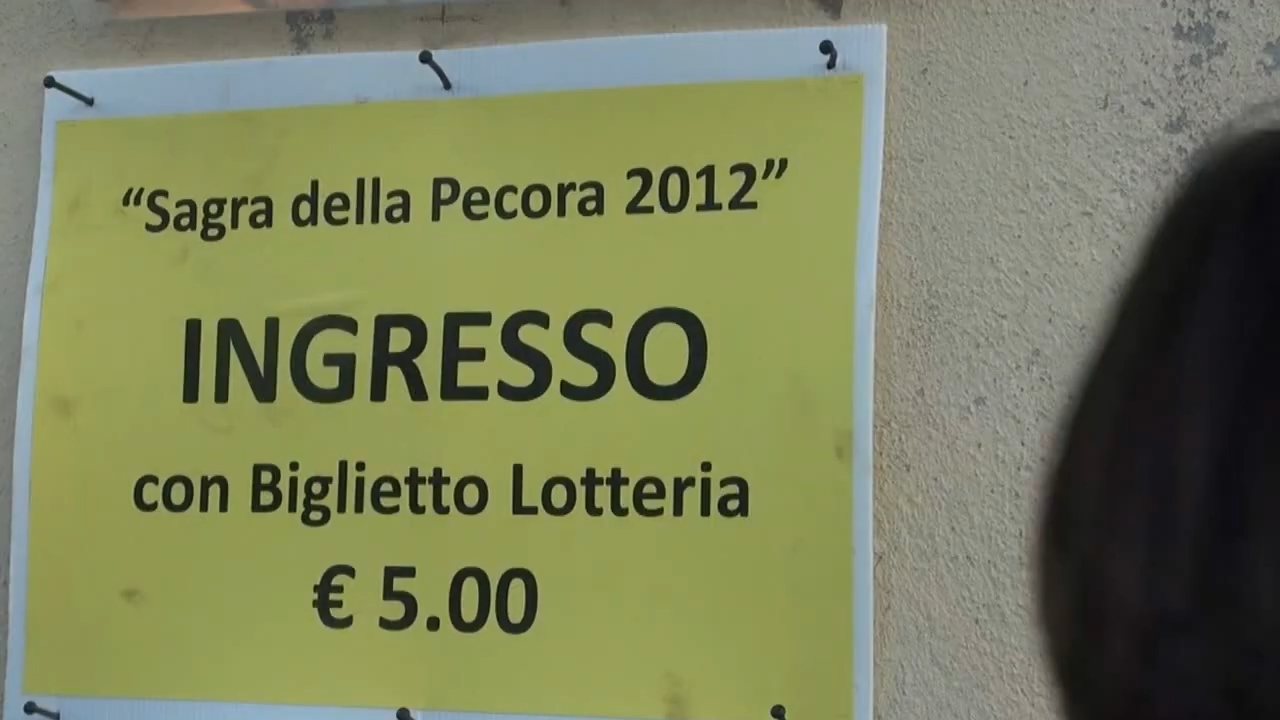 “Sagra della Pecora 2012”
INGRESSO
con Biglietto Lotteria
€ 5.00